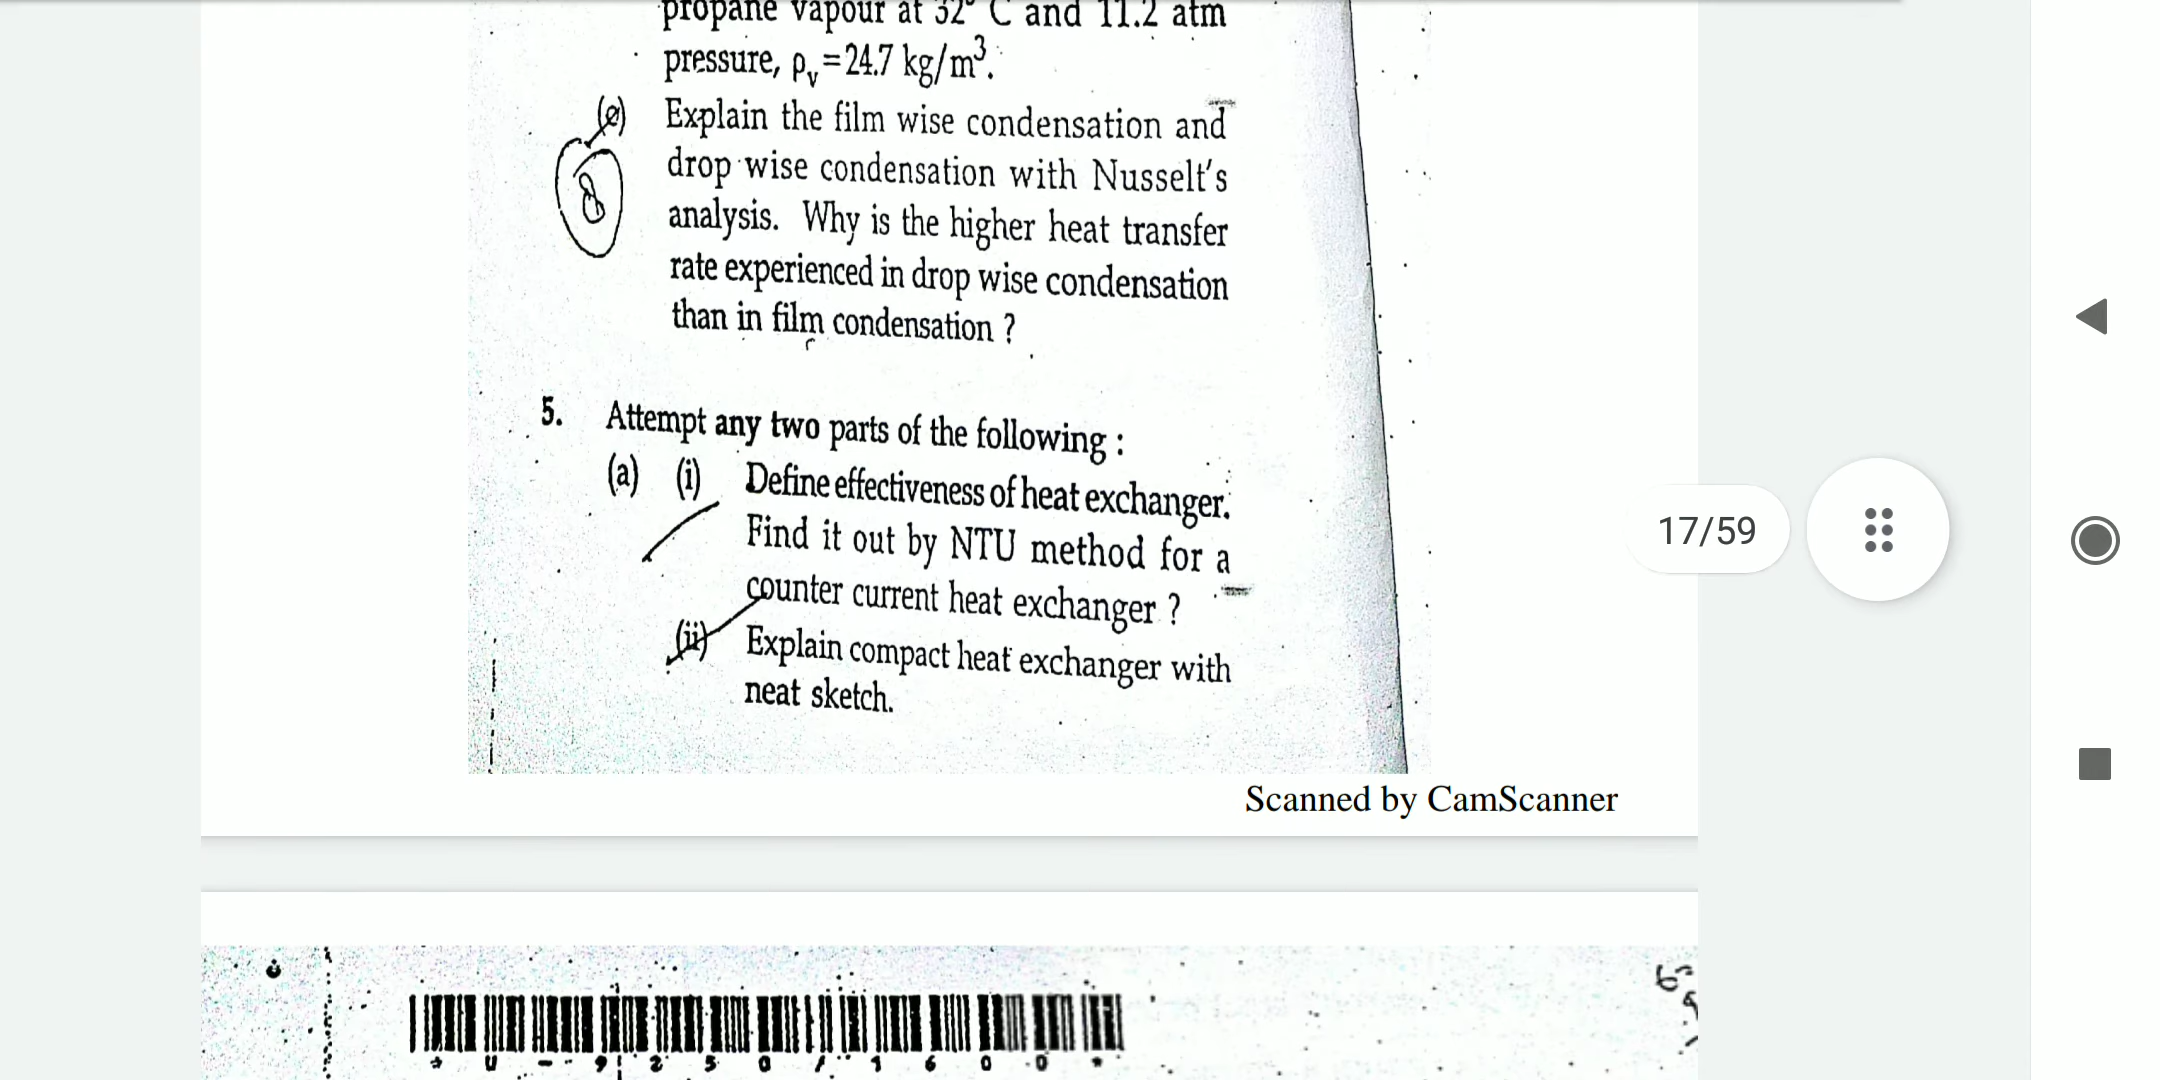 propane vapour at 32° C and 11.2 atm
pressure, ρv = 24.7 kg/m³.
(c) Explain the film wise condensation and
drop wise condensation with Nusselt's
analysis. Why is the higher heat transfer
rate experienced in drop wise condensation
than in film condensation ?
8
5. Attempt any two parts of the following :
(a) (i) Define effectiveness of heat exchanger.
Find it out by NTU method for a
counter current heat exchanger ?
(ii) Explain compact heat exchanger with
neat sketch.
17/59
Scanned by CamScanner